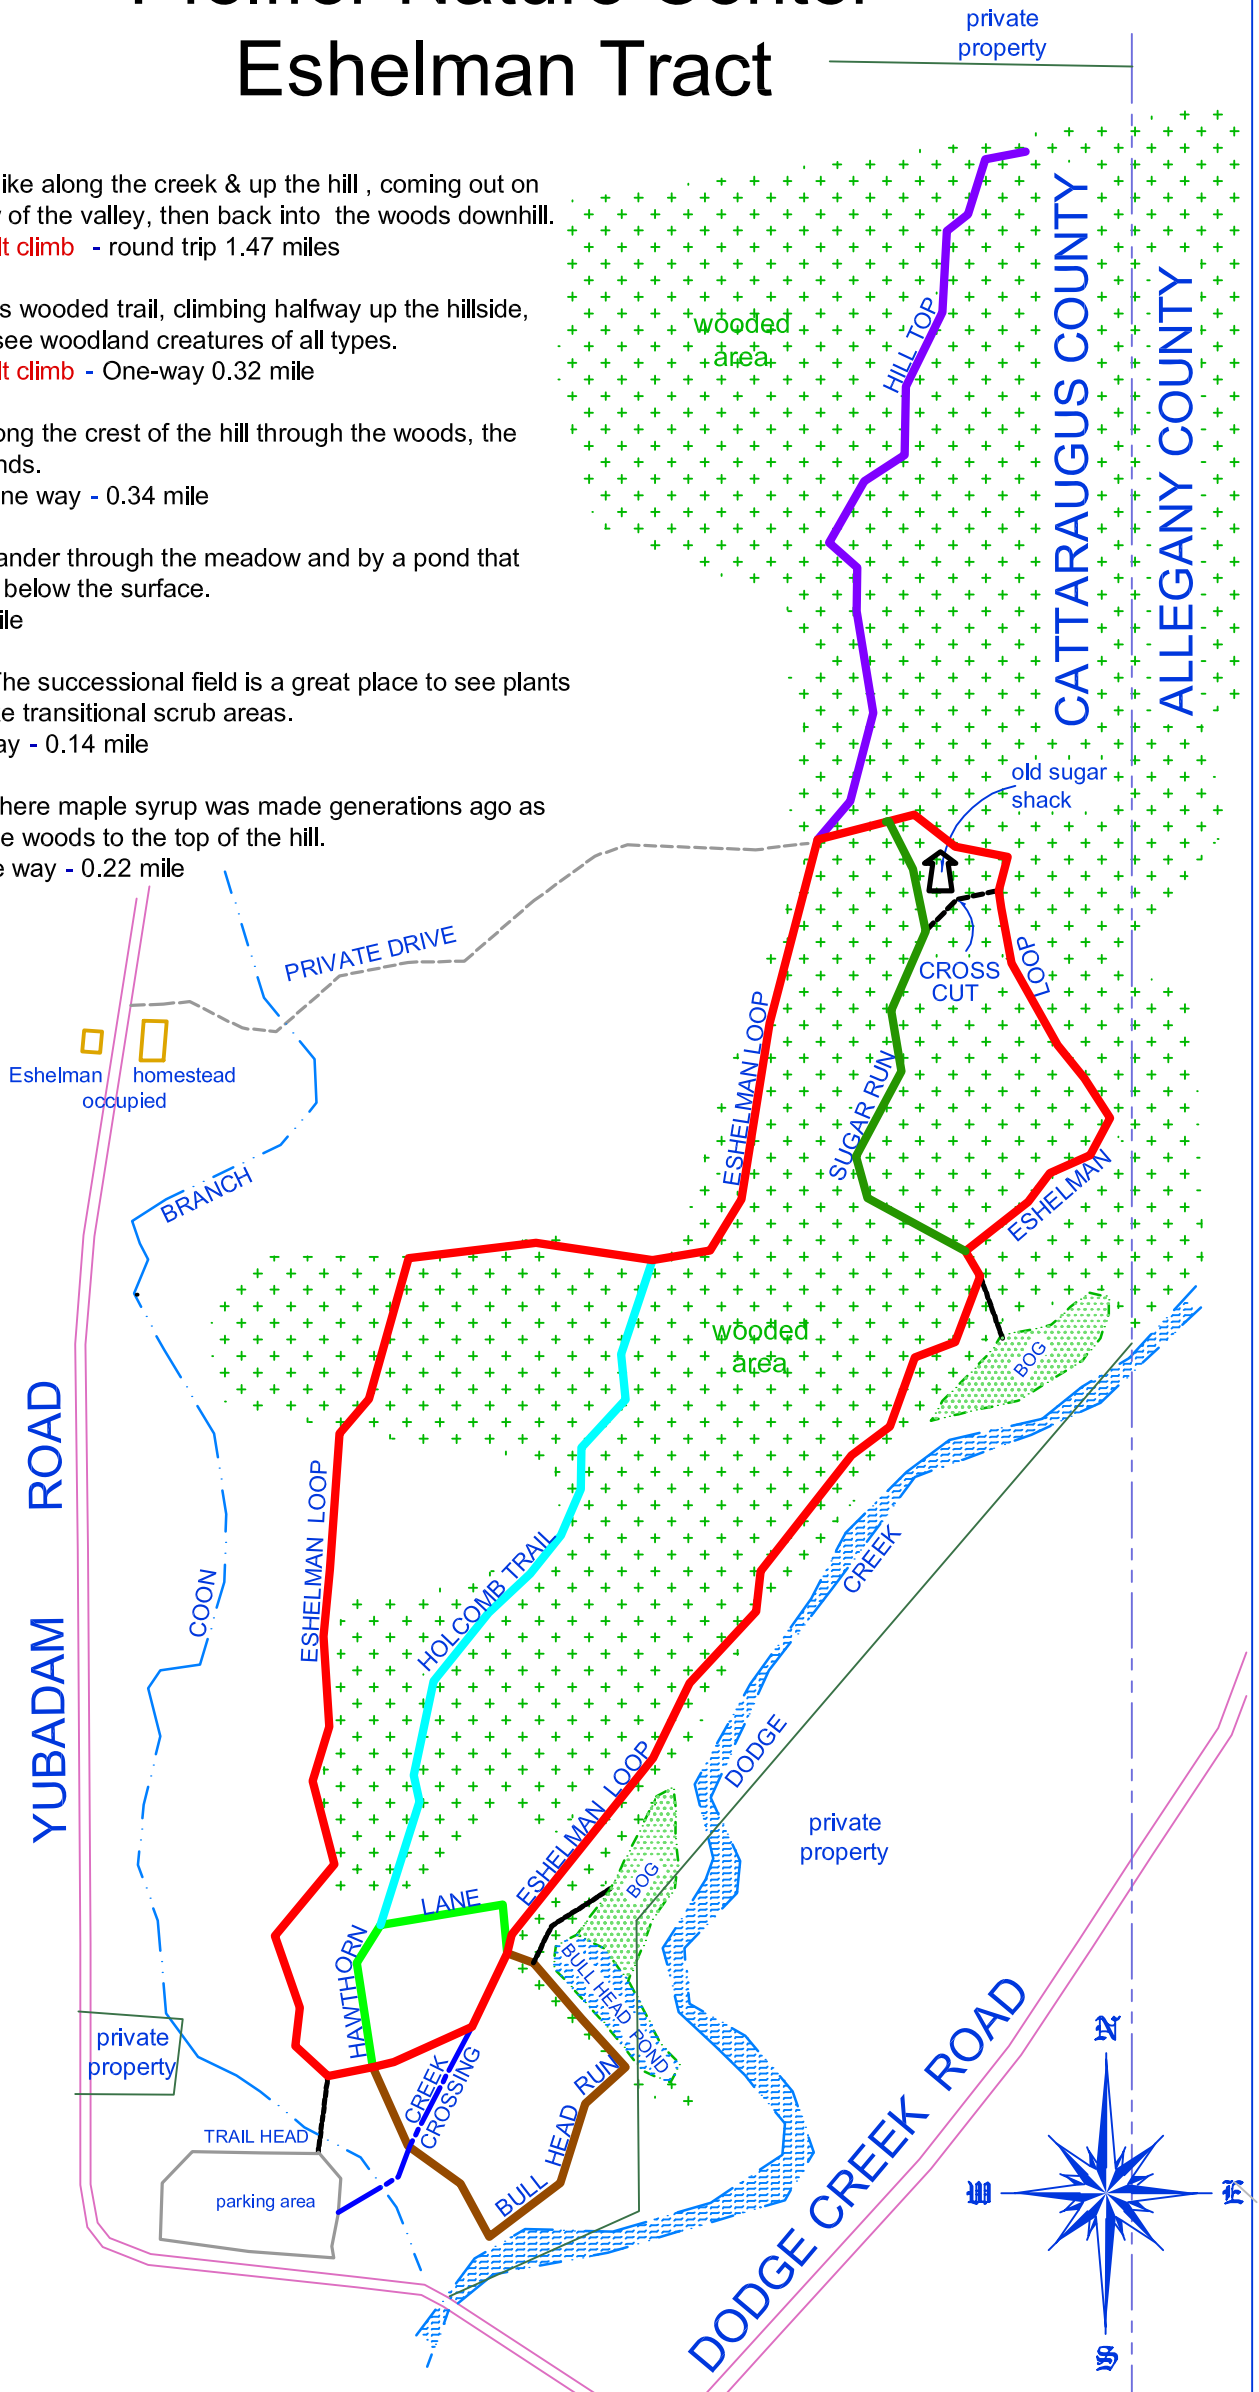 Eshelman Tract
private
property
ike along the creek & up the hill , coming out on
of the valley, then back into the woods downhill.
lt climb - round trip 1.47 miles
s wooded trail, climbing halfway up the hillside,
see woodland creatures of all types.
lt climb - One-way 0.32 mile
ong the crest of the hill through the woods, the
nds.
ne way - 0.34 mile
ander through the meadow and by a pond that
below the surface.
ile
he successional field is a great place to see plants
e transitional scrub areas.
ay - 0.14 mile
here maple syrup was made generations ago as
e woods to the top of the hill.
e way - 0.22 mile
wooded
area
HILL TOP
CATTARAUGUS COUNTY
ALLEGANY COUNTY
old sugar
shack
PRIVATE DRIVE
CROSS
CUT
LOOP
ESHELMAN LOOP
SUGAR RUN
Eshelman homestead
occupied
BRANCH
ESHELMAN
wooded
area
BOG
YUBADAM ROAD
ESHELMAN LOOP
HOLCOMB TRAIL
COON
CREEK
DODGE
ESHELMAN LOOP
private
property
BOG
LANE
HAWTHORN
BULL HEAD POND
private
property
CREEK
CROSSING
BULL HEAD RUN
TRAIL HEAD
parking area
DODGE CREEK ROAD
N
W
E
S